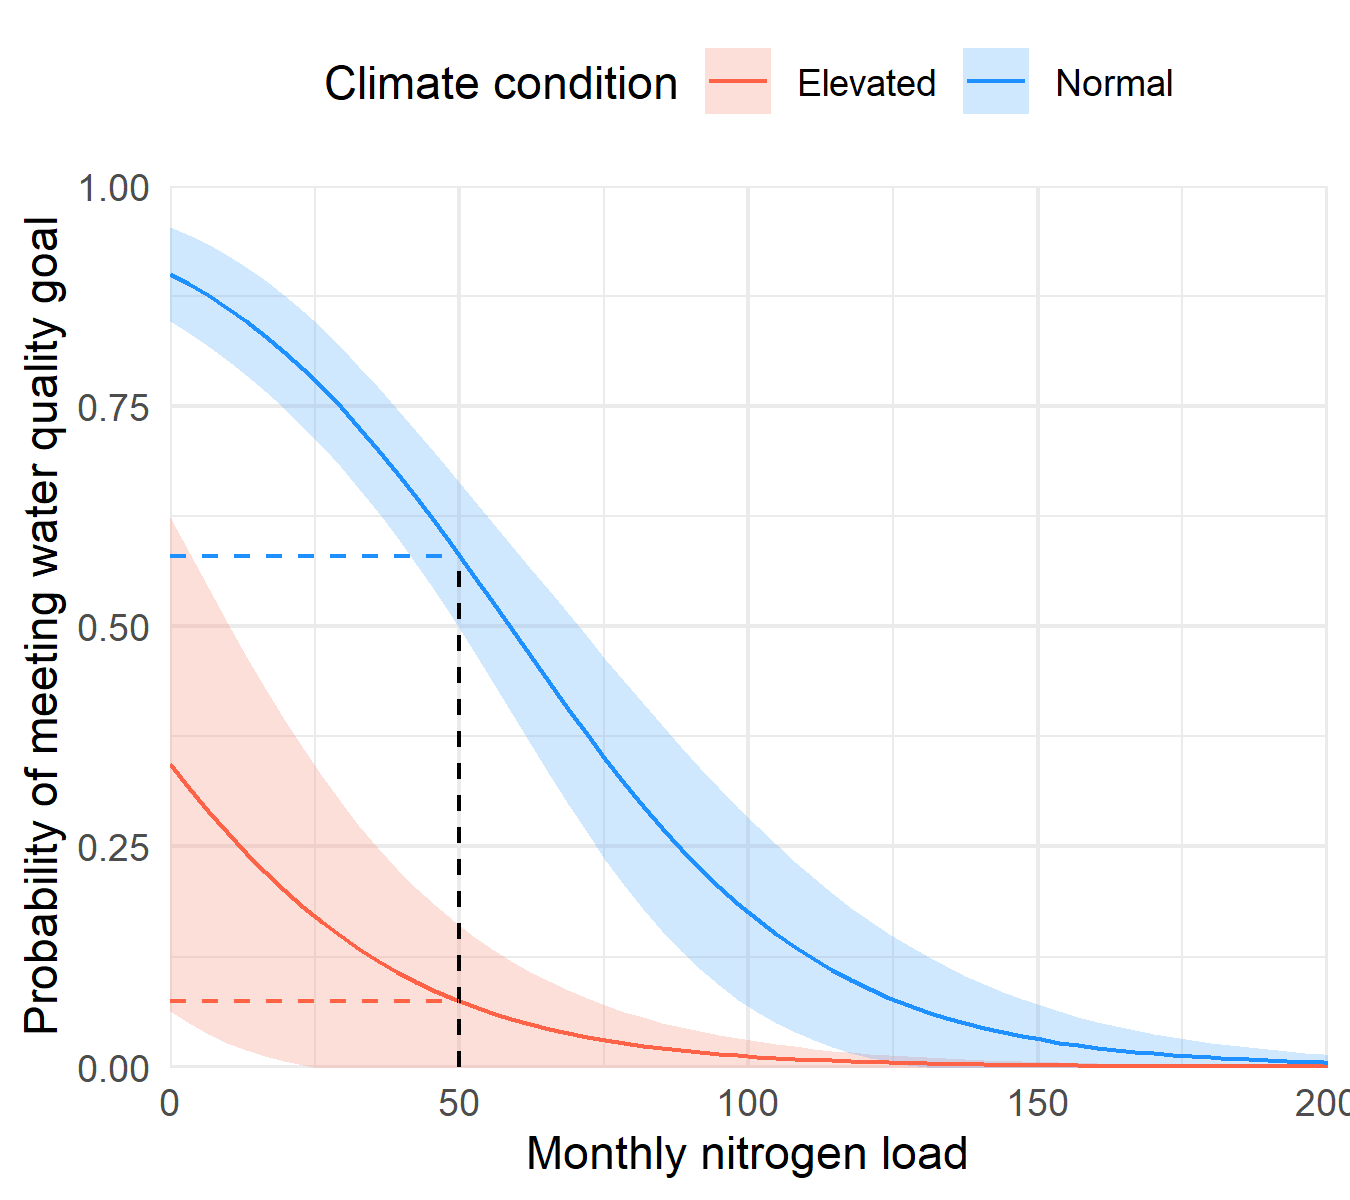 Climate condition Elevated Normal
Probability of meeting water quality goal
1.00
0.75
0.50
0.25
0.00
0 50 100 150 200
Monthly nitrogen load